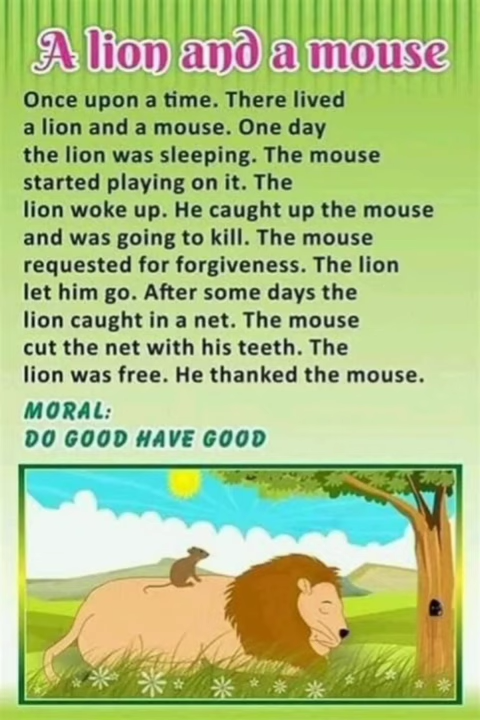 A lion and a mouse
Once upon a time. There lived
a lion and a mouse. One day
the lion was sleeping. The mouse
started playing on it. The
lion woke up. He caught up the mouse
and was going to kill. The mouse
requested for forgiveness. The lion
let him go. After some days the
lion caught in a net. The mouse
cut the net with his teeth. The
lion was free. He thanked the mouse.
MORAL:
DO GOOD HAVE GOOD